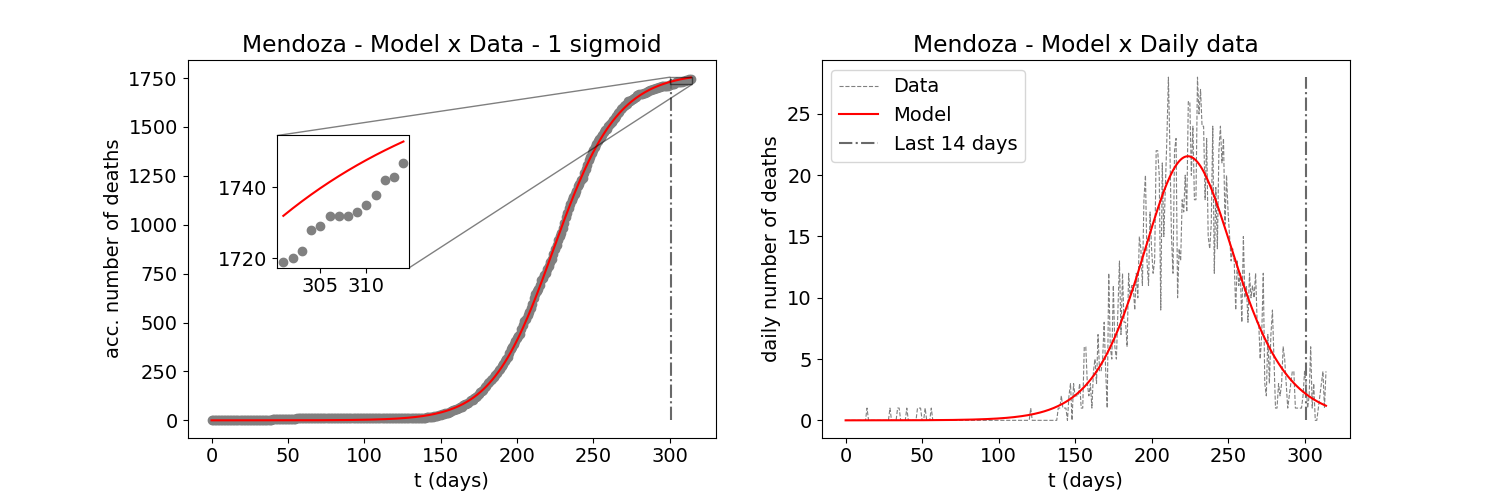 Mendoza - Model x Data - 1 sigmoid
acc. number of deaths
1750
1500
1250
1000
750
500
250
0
1740
1720
305 310
0 50 100 150 200 250 300
t (days)
Mendoza - Model x Daily data
daily number of deaths
Data
Model
Last 14 days
25
20
15
10
5
0
0 50 100 150 200 250 300
t (days)